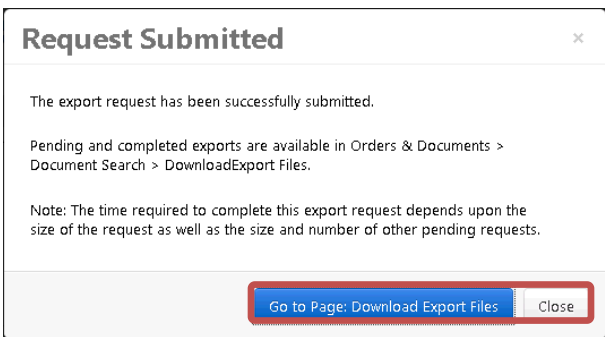 Request Submitted ×
The export request has been successfully submitted.
Pending and completed exports are available in Orders & Documents >
Document Search > DownloadExport Files.
Note: The time required to complete this export request depends upon the
size of the request as well as the size and number of other pending requests.
Go to Page: Download Export Files Close